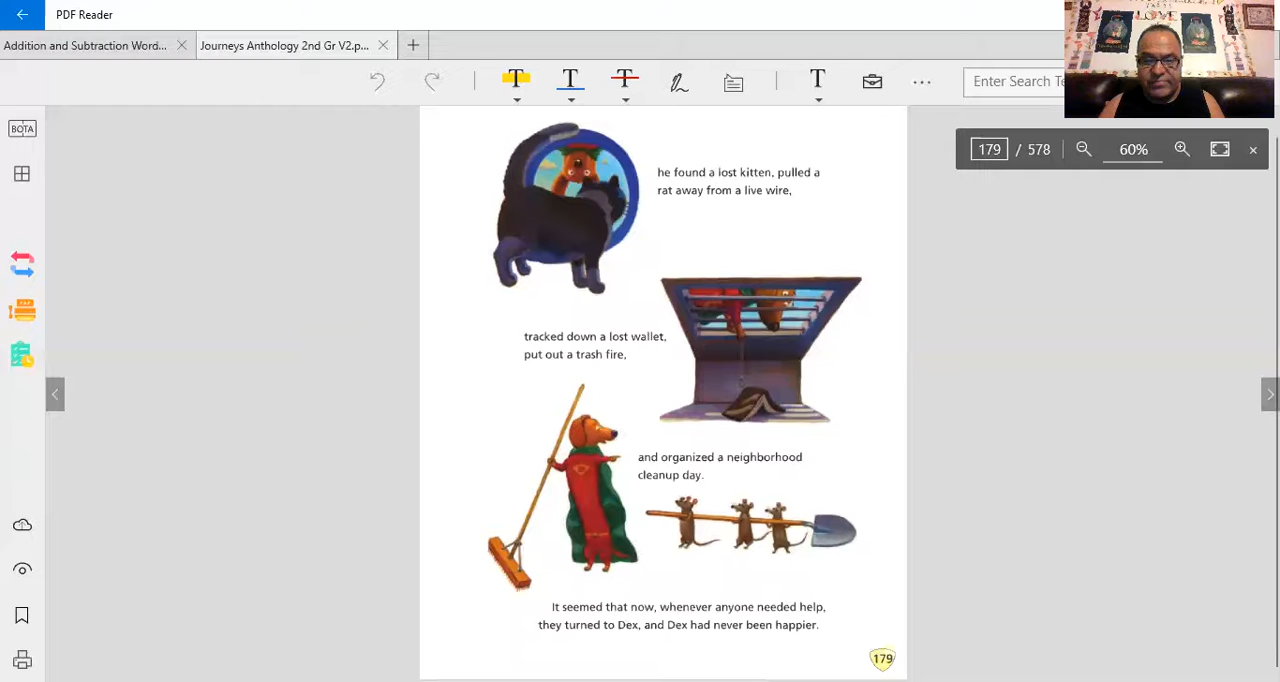 PDF Reader
Addition and Subtraction Word...
Journeys Anthology 2nd Gr V2.p...
Enter Search Te
LOVE
BOTA
179 / 578
60%
he found a lost kitten, pulled a
rat away from a live wire,
tracked down a lost wallet,
put out a trash fire,
and organized a neighborhood
cleanup day.
It seemed that now, whenever anyone needed help,
they turned to Dex, and Dex had never been happier.
179